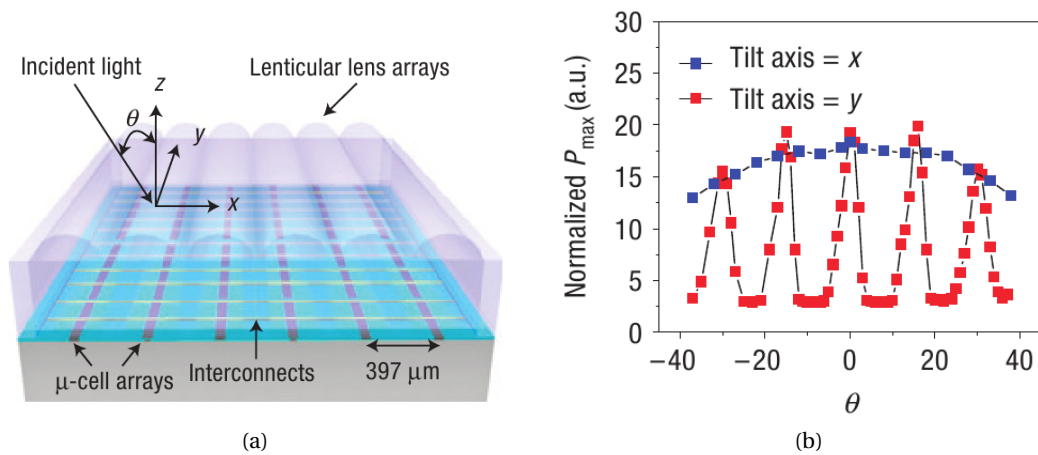 Incident light
Lenticular lens arrays
z
θ
y
x
μ-cell arrays
Interconnects
397 μm
(a)
b
Normalized Pmax (a.u.)
30
25
20
15
10
5
0
Tilt axis = x
Tilt axis = y
−40 −20 0 20 40
θ
(b)